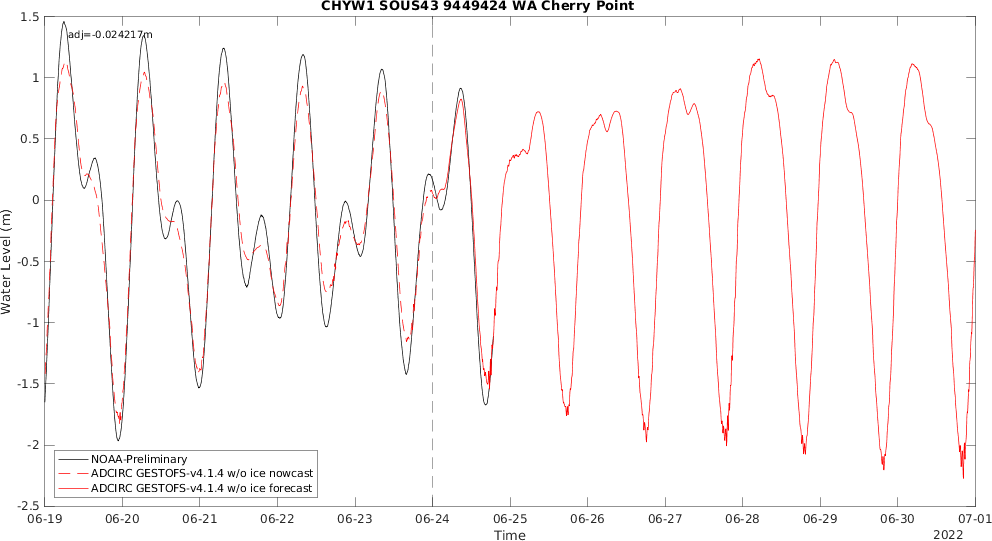 CHYW1 SOUS43 9449424 WA Cherry Point
adj=-0.024217m
1.5
1
0.5
0
-0.5
-1
-1.5
-2
-2.5
Water Level (m)
NOAA-Preliminary
ADCIRC GESTOFS-v4.1.4 w/o ice nowcast
ADCIRC GESTOFS-v4.1.4 w/o ice forecast
06-19 06-20 06-21 06-22 06-23 06-24 06-25 06-26 06-27 06-28 06-29 06-30 07-01
2022
Time